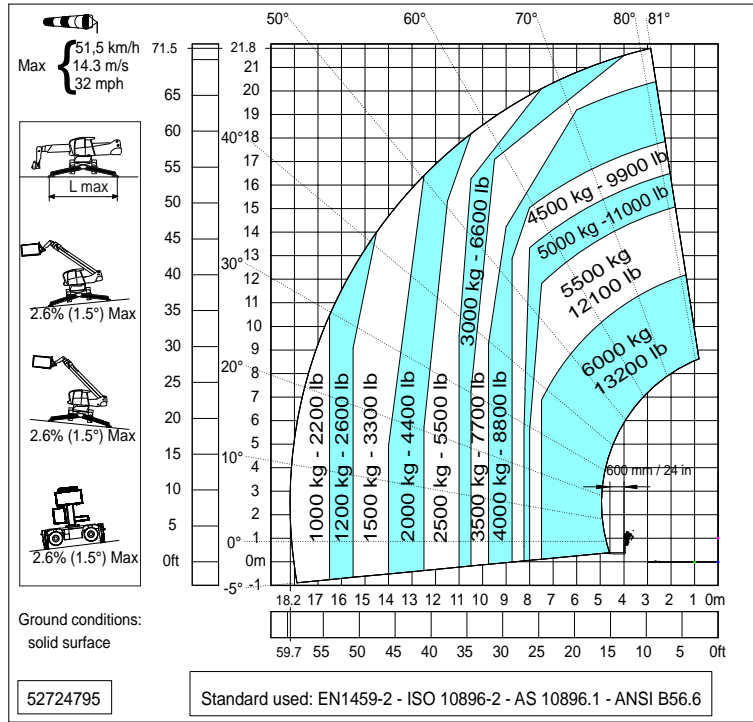 Max
51,5 km/h
14.3 m/s
32 mph
L max
2.6% (1.5°) Max
2.6% (1.5°) Max
2.6% (1.5°) Max
Ground conditions:
solid surface
52724795
71.5
65
60
55
50
45
40
35
30
25
20
15
10
5
0ft
21.8
21
20
19
18
17
16
15
14
13
12
11
10
9
8
7
6
5
4
3
2
1
0m
-1
50°
60°
70°
80°
81°
40°
30°
20°
10°
0°
-5°
1000 kg - 2200 lb
1200 kg - 2600 lb
1500 kg - 3300 lb
2000 kg - 4400 lb
2500 kg - 5500 lb
3000 kg - 6600 lb
3500 kg - 7700 lb
4000 kg - 8800 lb
4500 kg - 9900 lb
5000 kg -11000 lb
5500 kg
12100 lb
6000 kg
13200 lb
600 mm / 24 in
18.2 17 16 15 14 13 12 11 10 9 8 7 6 5 4 3 2 1 0m
59.7 55 50 45 40 35 30 25 20 15 10 5 0ft
Standard used: EN1459-2 - ISO 10896-2 - AS 10896.1 - ANSI B56.6